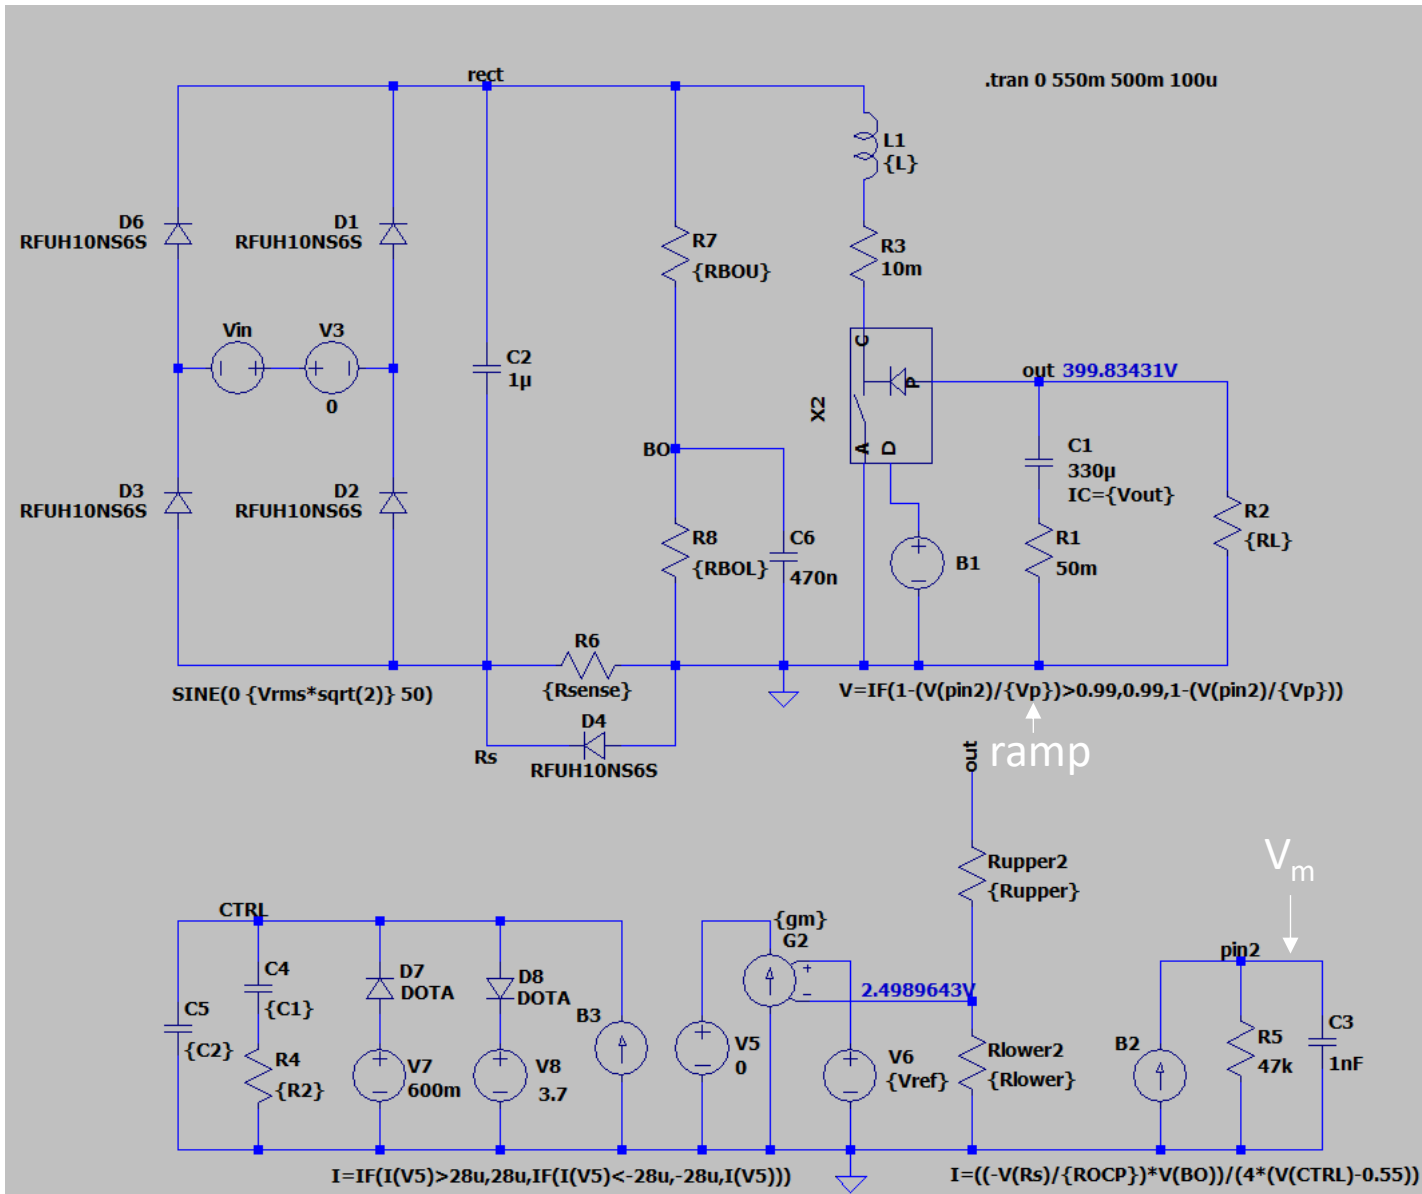 rect
.tran 0 550m 500m 100u
L1
{L}
D6
RFUH10NS6S
D1
RFUH10NS6S
R7
{RBOU}
R3
10m
Vin
V3
0
C2
1µ
C
P
X2
A
D
out 399.83431V
BO
C1
330µ
IC={Vout}
D3
RFUH10NS6S
D2
RFUH10NS6S
R8
{RBOL}
C6
470n
B1
R1
50m
R2
{RL}
R6
{Rsense}
SINE(0 {Vrms*sqrt(2)} 50)
V=IF(1-(V(pin2)/{Vp})>0.99,0.99,1-(V(pin2)/{Vp}))
D4
Rs
RFUH10NS6S
out
ramp
Rupper2
{Rupper}
Vm
CTRL
{gm}
G2
pin2
C4
{C1}
D7
DOTA
D8
DOTA
2.4989643V
C5
{C2}
B3
R4
{R2}
V7
600m
V8
3.7
V5
0
V6
{Vref}
Rlower2
{Rlower}
B2
R5
47k
C3
1nF
I=IF(I(V5)>28u,28u,IF(I(V5)<-28u,-28u,I(V5)))
I=((-V(Rs)/{ROCP})*V(BO))/(4*(V(CTRL)-0.55))